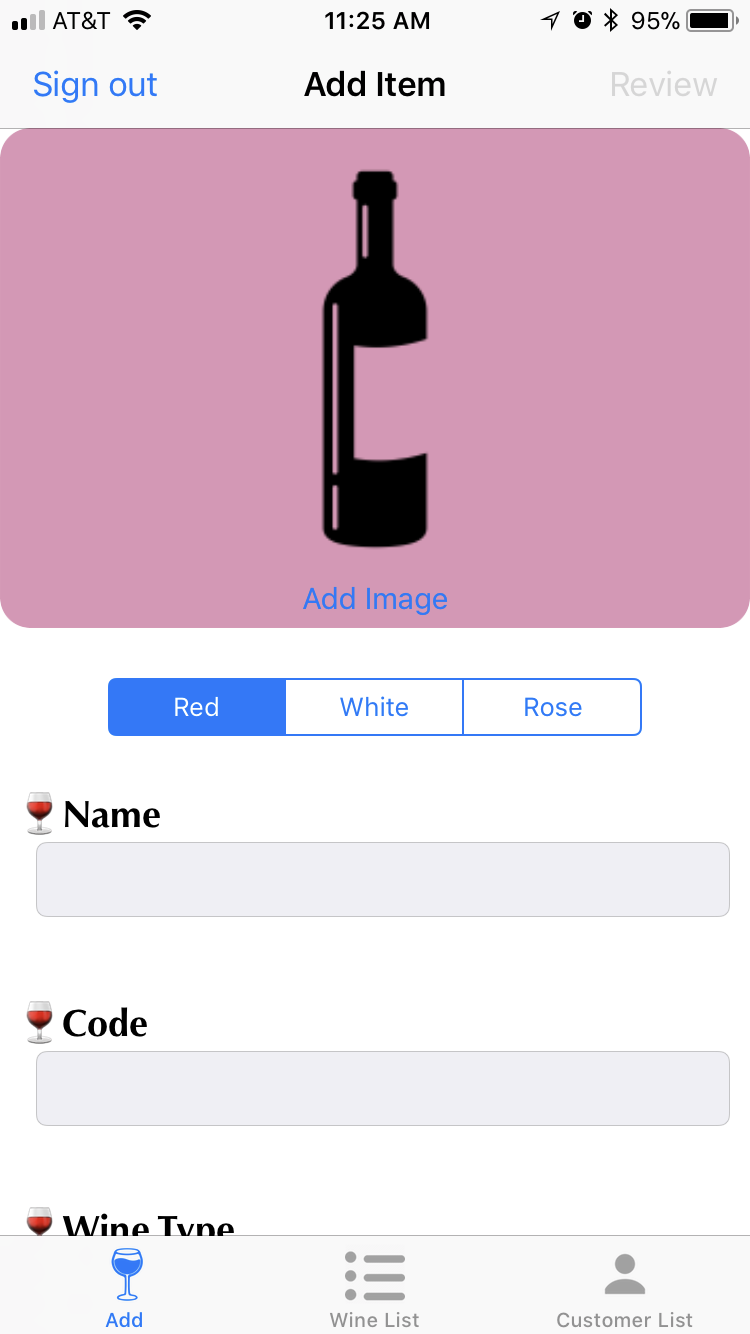 AT&T 11:25 AM 95%
Sign out Add Item Review
Add Image
Red White Rose
Name
Code
Wine Type
Add Wine List Customer List